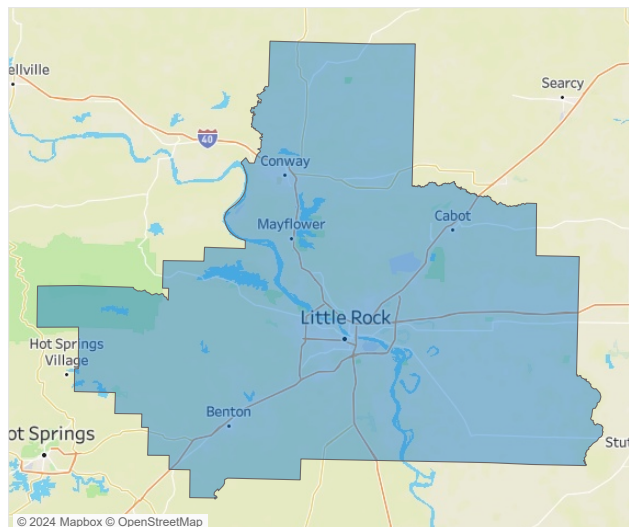 ellville
Searcy
40
Conway
Mayflower
Cabot
Little Rock
Hot Springs
Village
Benton
ot Springs
Stut
© 2024 Mapbox © OpenStreetMap